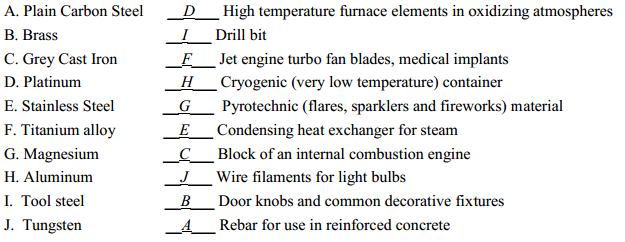 A. Plain Carbon Steel __D__ High temperature furnace elements in oxidizing atmospheres
B. Brass __I__ Drill bit
C. Grey Cast Iron __F__ Jet engine turbo fan blades, medical implants
D. Platinum __H__ Cryogenic (very low temperature) container
E. Stainless Steel __G__ Pyrotechnic (flares, sparklers and fireworks) material
F. Titanium alloy __E__ Condensing heat exchanger for steam
G. Magnesium __C__ Block of an internal combustion engine
H. Aluminum __J__ Wire filaments for light bulbs
I. Tool steel __B__ Door knobs and common decorative fixtures
J. Tungsten __A__ Rebar for use in reinforced concrete